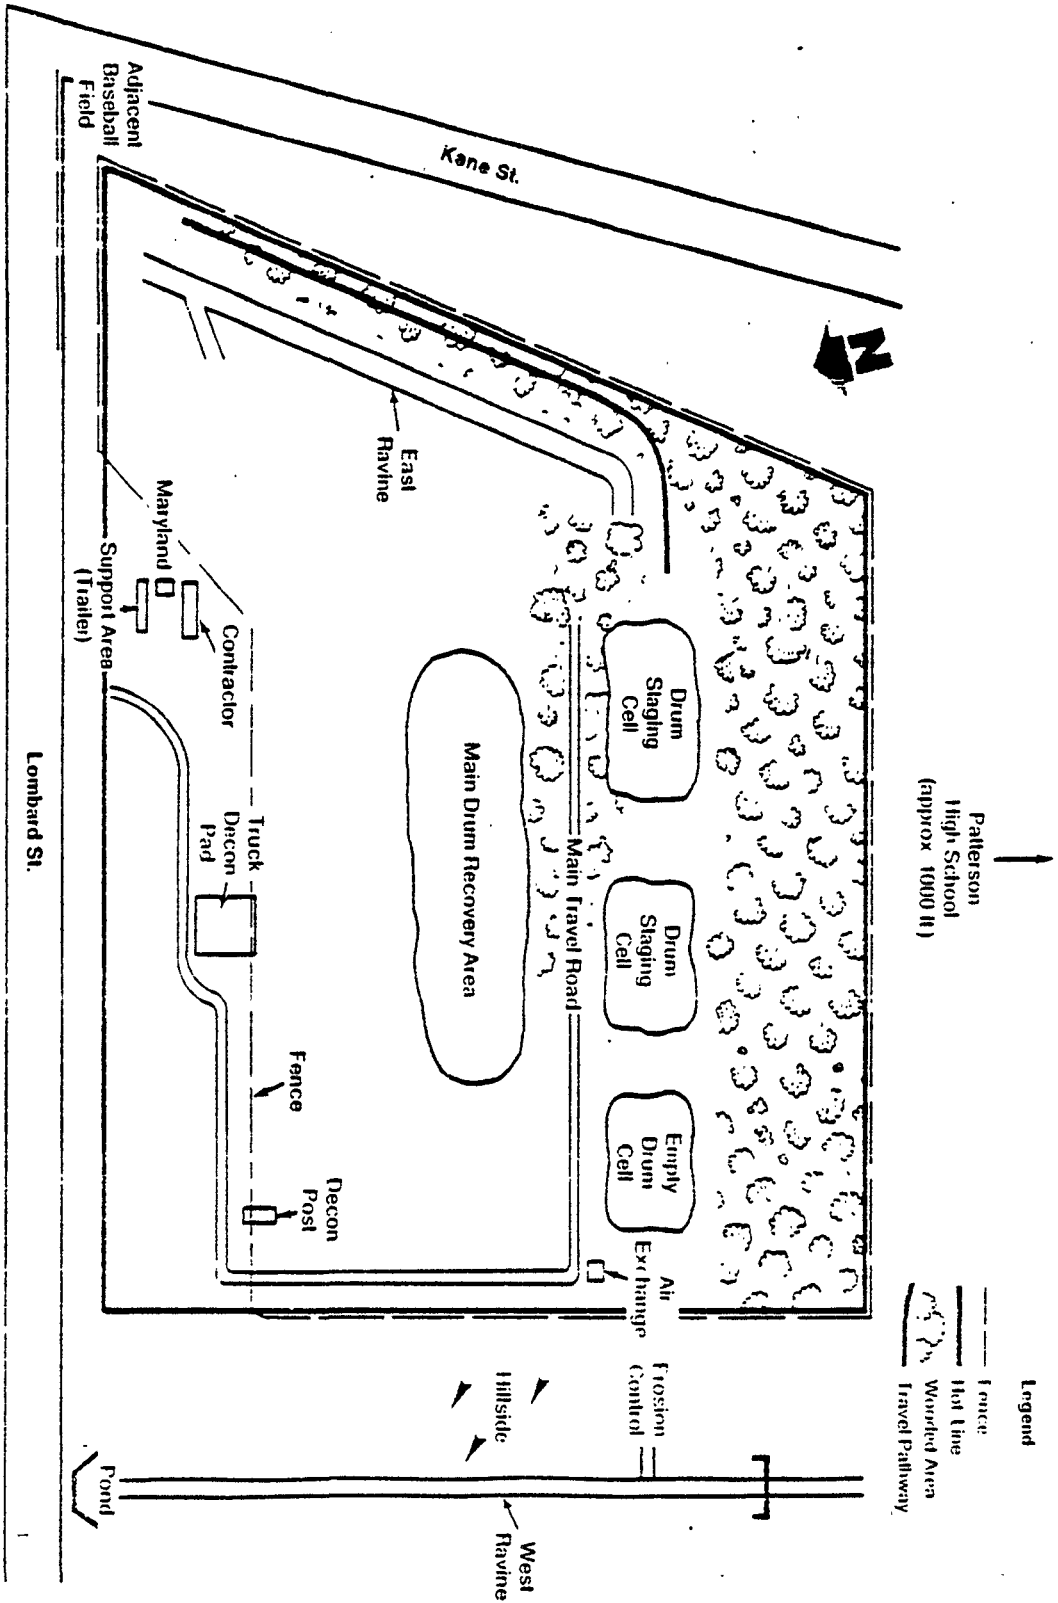 Adjacent
Baseball
Field
Kane St.
N
East
Ravine
Patterson
High School
(approx 1000 ft)
Drum
Staging
Cell
Drum
Staging
Cell
Empty
Drum
Cell
Main Travel Road
Main Drum Recovery Area
Air
Exchange
Maryland
Contractor
Support Area
(Trailer)
Truck
Decon
Pad
Fence
Decon
Post
Lombard St.
Erosion
Control
Hillside
West
Ravine
Pond
Legend
Fence
Hot Line
Wooded Area
Travel Pathway